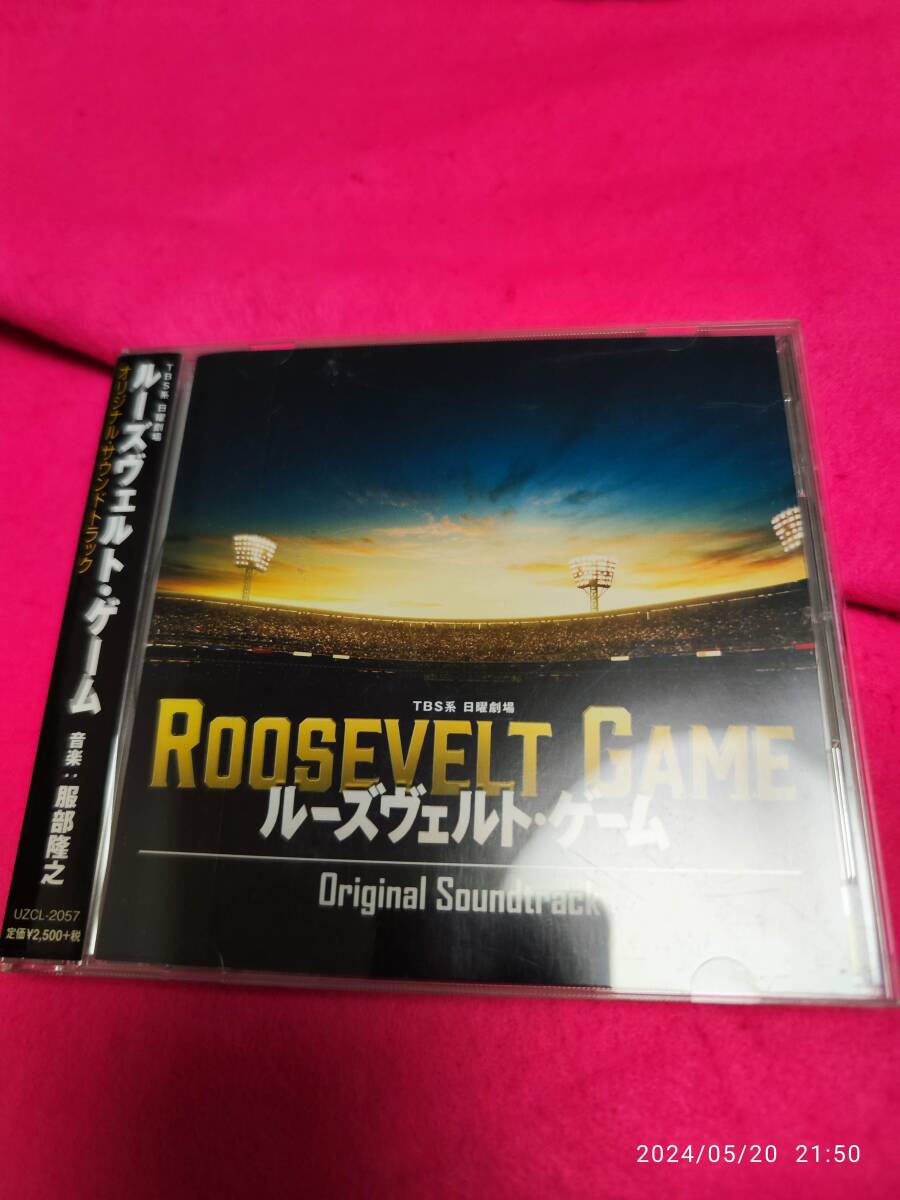 TBS系 日曜劇場
ルーズヴェルト・ゲーム
オリジナル・サウンドトラック
音楽：服部隆之
UZCL-2057
定価¥2,500+税
TBS系 日曜劇場
ROOSEVELT GAME
ルーズヴェルト・ゲーム
Original Soundtrack
2024/05/20 21:50